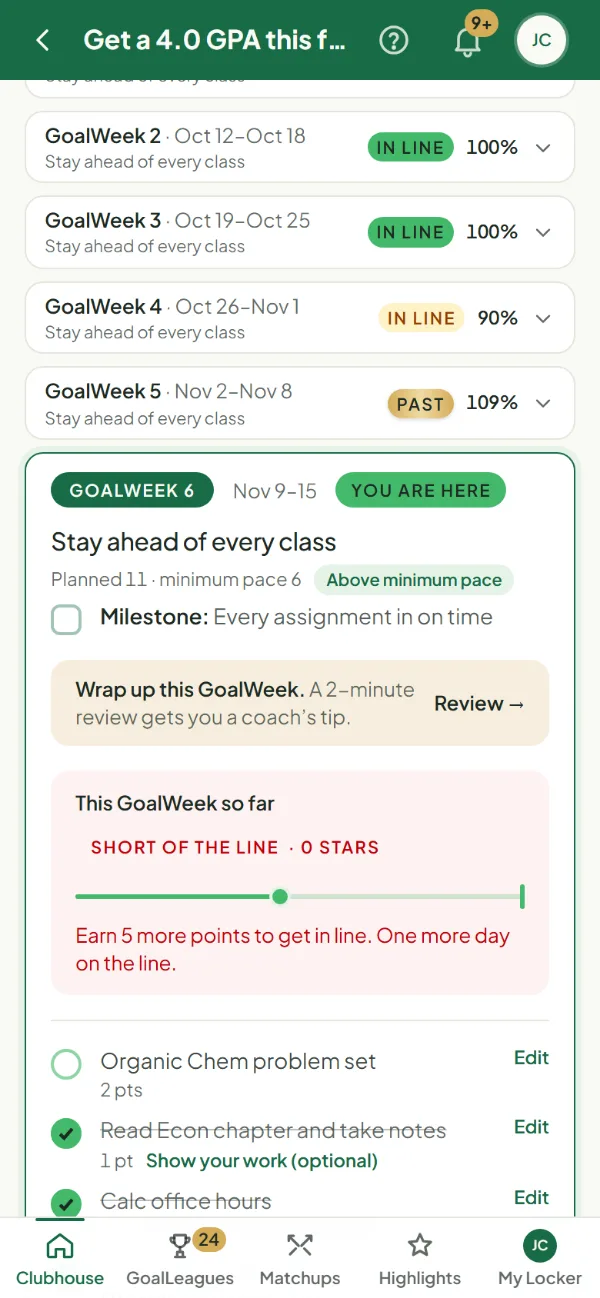 Get a 4.0 GPA this f...
9+
JC
Stay ahead of every class
GoalWeek 2 · Oct 12–Oct 18
IN LINE 100%
Stay ahead of every class
GoalWeek 3 · Oct 19–Oct 25
IN LINE 100%
Stay ahead of every class
GoalWeek 4 · Oct 26–Nov 1
IN LINE 90%
Stay ahead of every class
GoalWeek 5 · Nov 2–Nov 8
PAST 109%
Stay ahead of every class
GOALWEEK 6 Nov 9–15 YOU ARE HERE
Stay ahead of every class
Planned 11 · minimum pace 6 Above minimum pace
Milestone: Every assignment in on time
Wrap up this GoalWeek. A 2–minute
review gets you a coach's tip.
Review →
This GoalWeek so far
SHORT OF THE LINE · 0 STARS
Earn 5 more points to get in line. One more day
on the line.
Organic Chem problem set Edit
2 pts
Read Econ chapter and take notes Edit
1 pt Show your work (optional)
Calc office hours Edit
24
JC
Clubhouse GoalLeagues Matchups Highlights My Locker